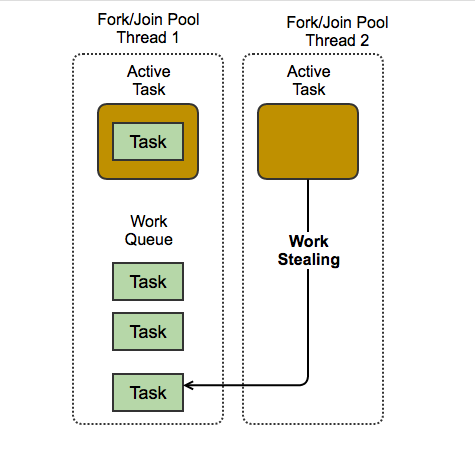 Fork/Join Pool
Thread 1
Active
Task
Task
Work
Queue
Task
Task
Task
Fork/Join Pool
Thread 2
Active
Task
Work
Stealing